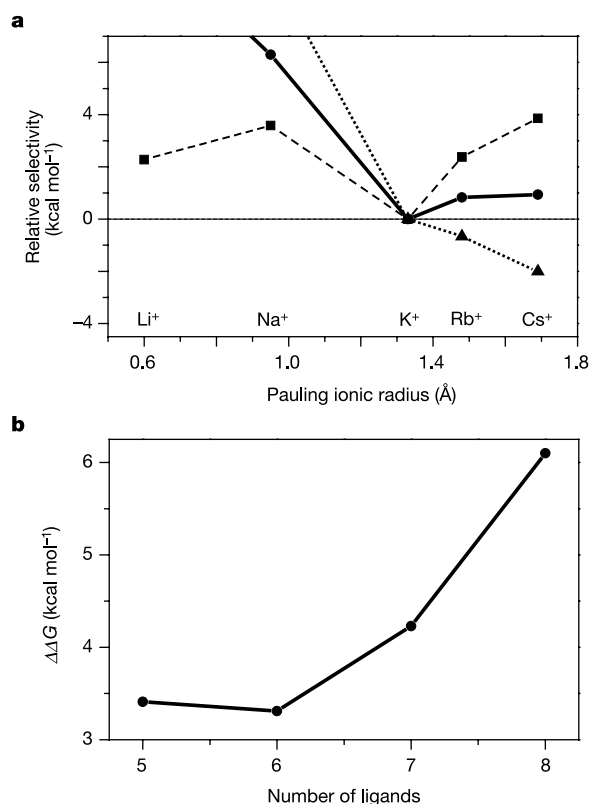 a
Relative selectivity
(kcal mol⁻¹)
4
0
−4
Li⁺ Na⁺ K⁺ Rb⁺ Cs⁺
0.6 1.0 1.4 1.8
Pauling ionic radius (Å)
b
ΔΔG (kcal mol⁻¹)
6
5
4
3
5 6 7 8
Number of ligands